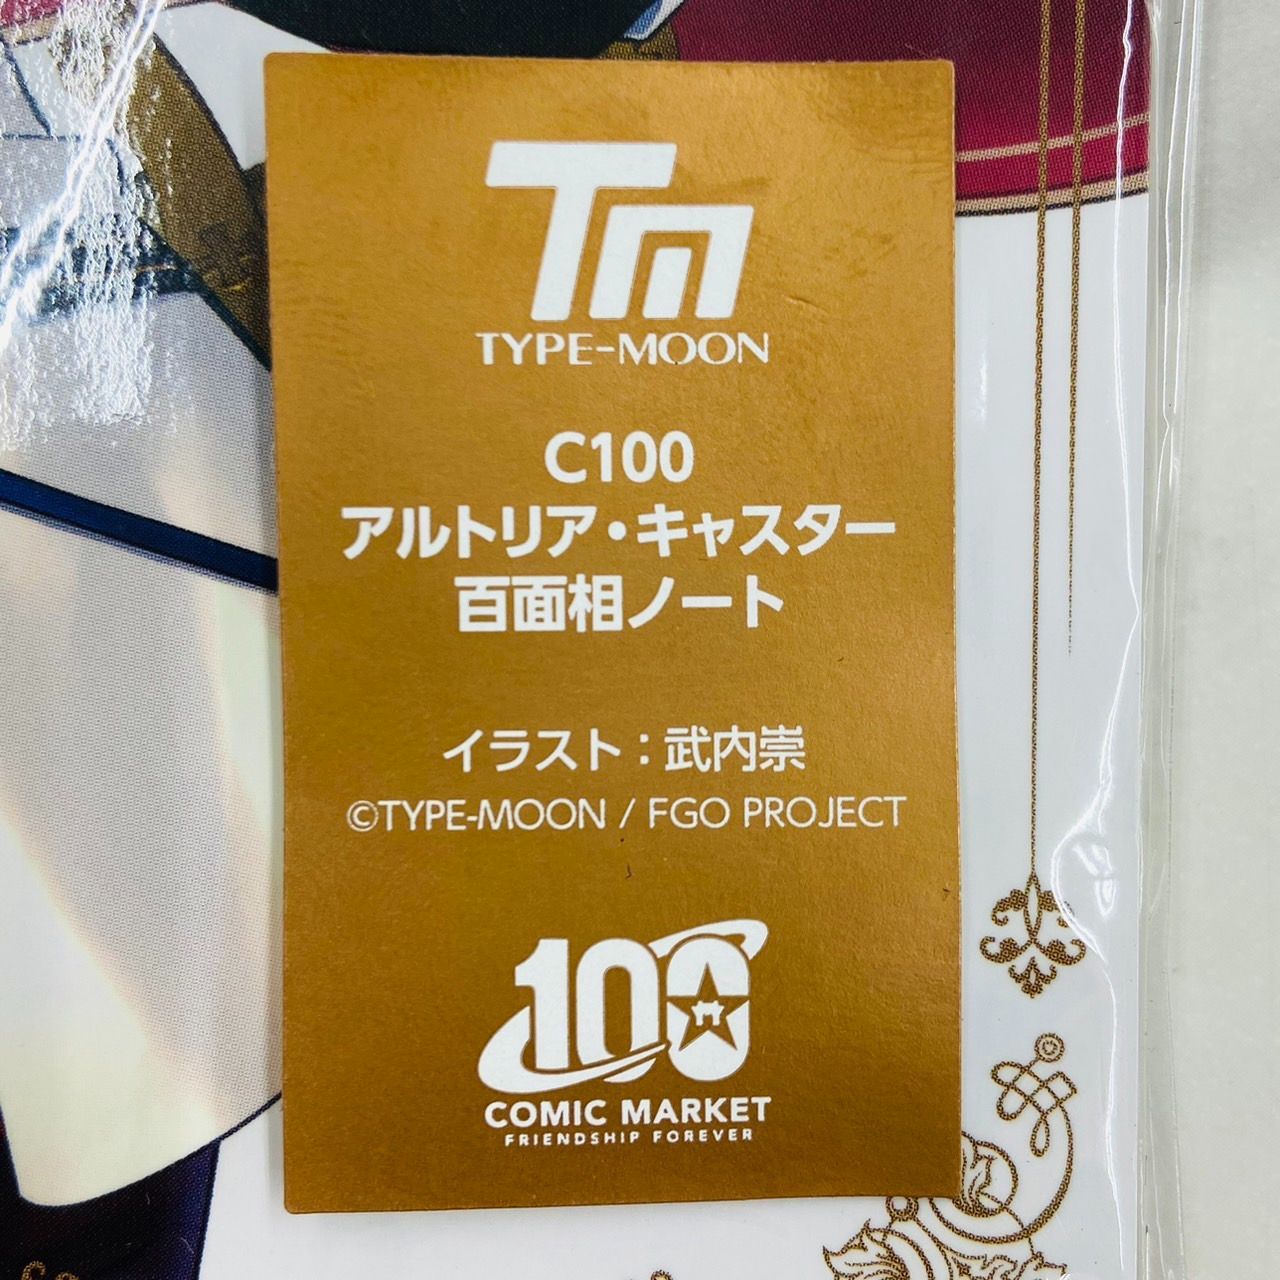 Tm
TYPE-MOON
C100
アルトリア・キャスター
百面相ノート
イラスト：武内崇
©TYPE-MOON / FGO PROJECT
100
COMIC MARKET
FRIENDSHIP FOREVER